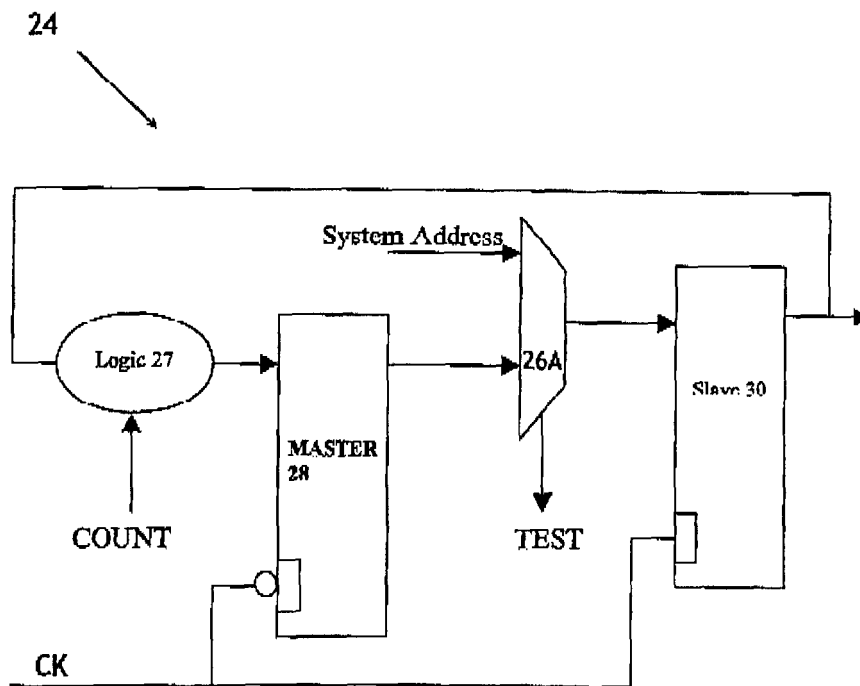 24
System Address
Logic 27
26A
Slave 30
MASTER
28
COUNT
TEST
CK